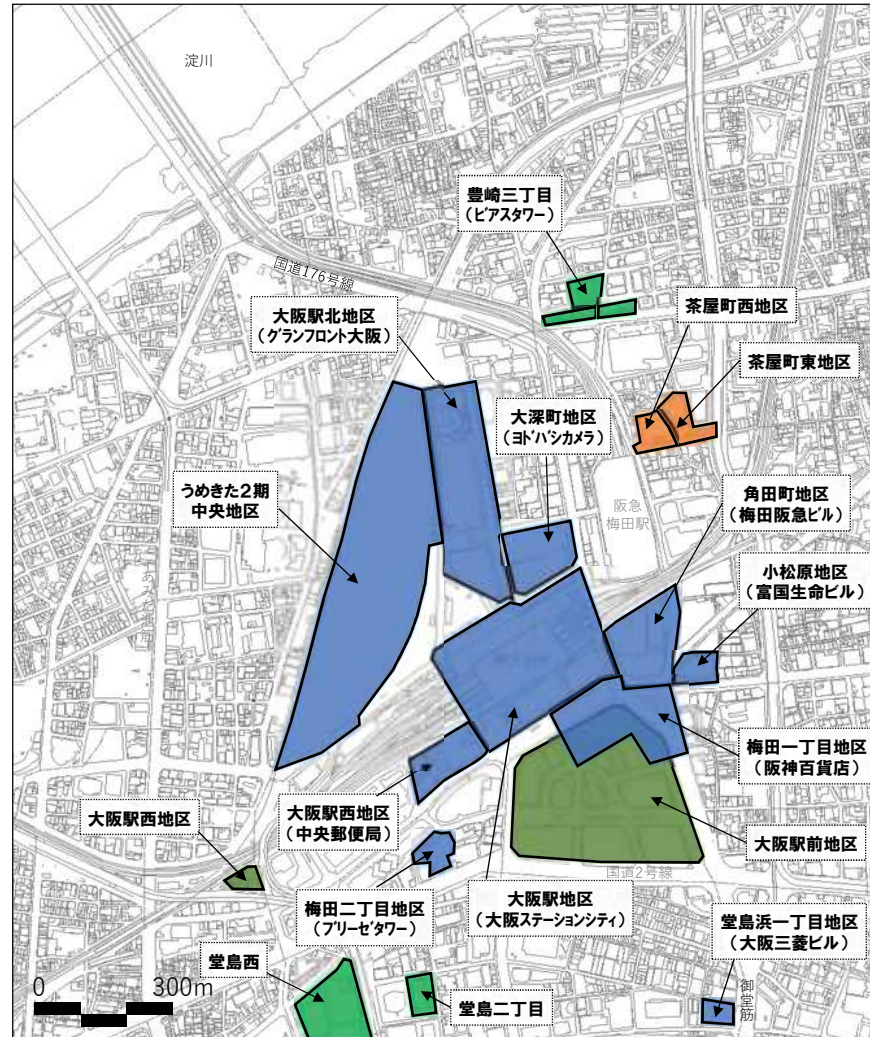 淀川
御堂筋
豊崎三丁目
(ピアスタワー)
国道176号線
大阪駅北地区
(グランフロント大阪)
茶屋町西地区
茶屋町東地区
大深町地区
(ヨドバシカメラ)
うめきた2期
中央地区
阪急
梅田駅
角田町地区
(梅田阪急ビル)
小松原地区
(富国生命ビル)
あみだ池筋
梅田一丁目地区
(阪神百貨店)
大阪駅西地区
(中央郵便局)
大阪駅西地区
大阪駅前地区
国道2号線
梅田二丁目地区
(ブリーゼタワー)
大阪駅地区
(大阪ステーションシティ)
堂島浜一丁目地区
(大阪三菱ビル)
堂島西
堂島二丁目
御堂筋
0 300m